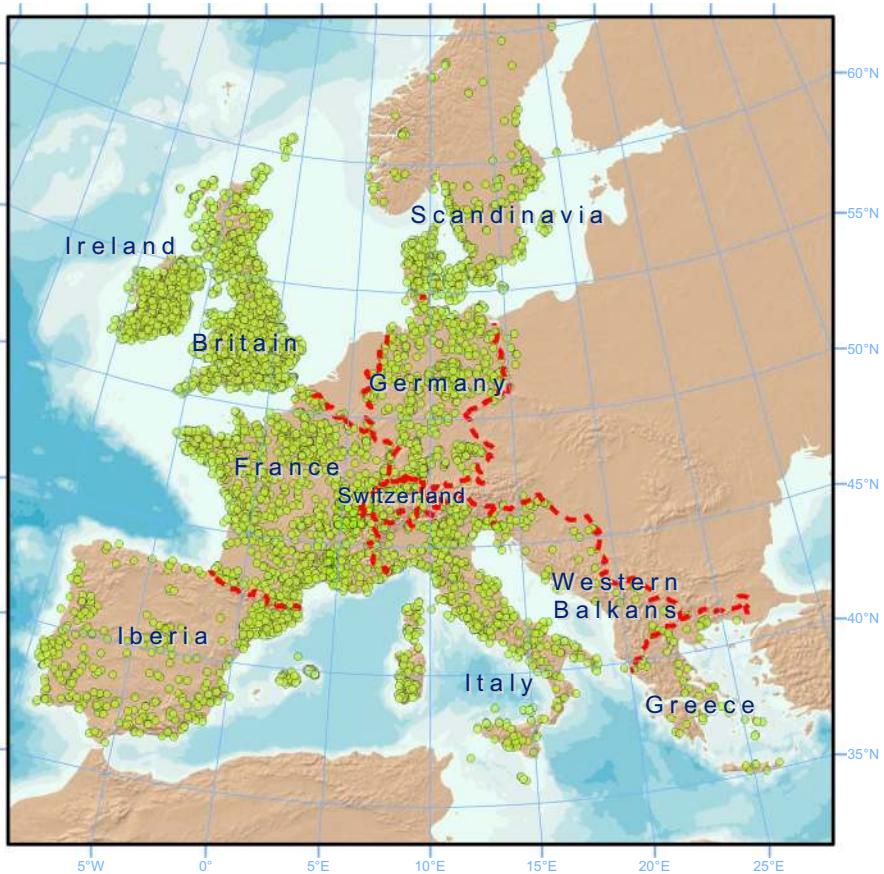 60°N
55°N
Scandinavia
Ireland
50°N
Britain
Germany
France
45°N
Switzerland
Western
Balkans
40°N
Iberia
Italy
Greece
35°N
5°W
0°
5°E
10°E
15°E
20°E
25°E